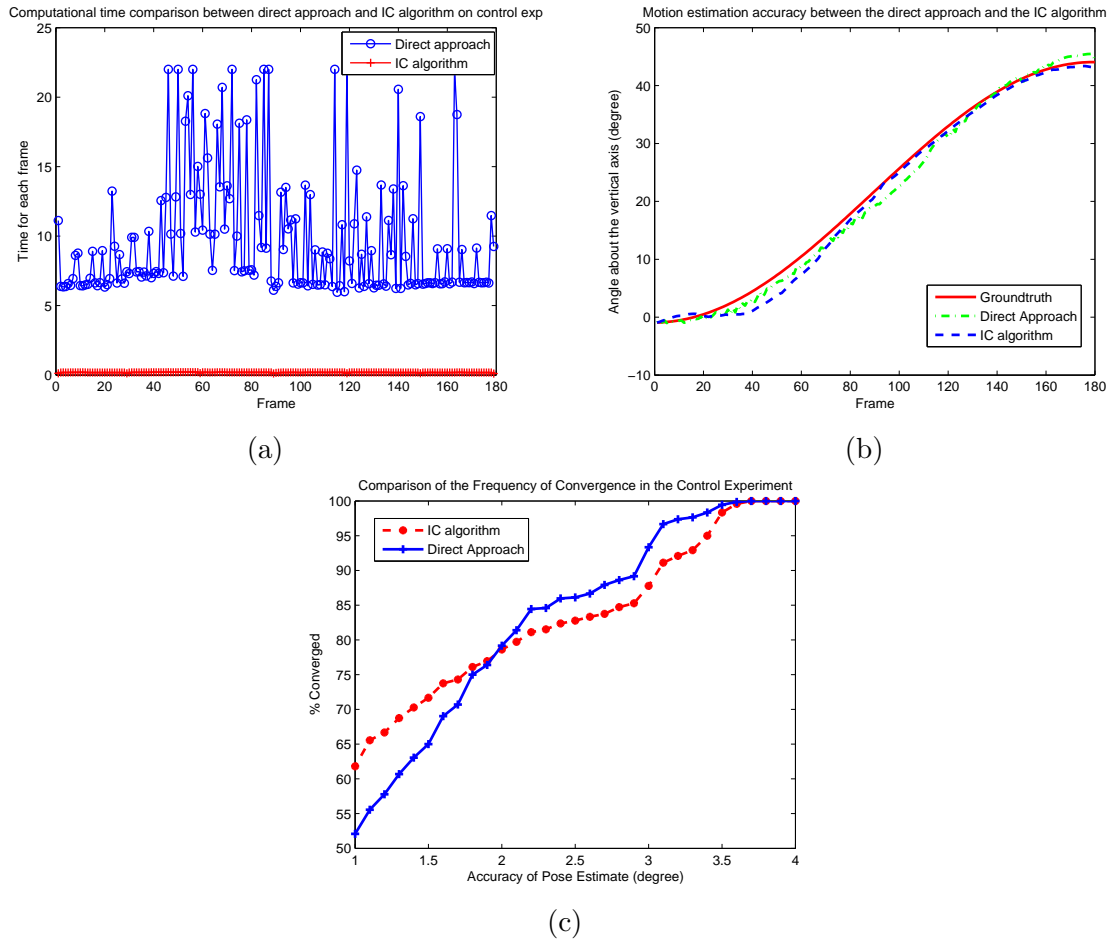 Computational time comparison between direct approach and IC algorithm on control exp
25
20
15
10
5
0
0 20 40 60 80 100 120 140 160 180
Time for each frame
Frame
Direct approach
IC algorithm
(a)
Motion estimation accuracy between the direct approach and the IC algorithm
50
40
30
20
10
0
−10
0 20 40 60 80 100 120 140 160 180
Angle about the vertical axis (degree)
Frame
Groundtruth
Direct Approach
IC algorithm
(b)
Comparison of the Frequency of Convergence in the Control Experiment
100
95
90
85
80
75
70
65
60
55
50
1 1.5 2 2.5 3 3.5 4
% Converged
Accuracy of Pose Estimate (degree)
IC algorithm
Direct Approach
(c)